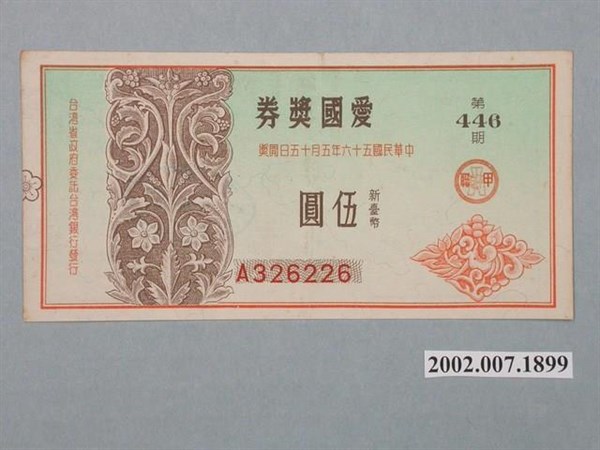 第
446
期
甲聯
愛國獎券
中華民國五十六年五月十五日開獎
新臺幣
伍圓
A326226
台灣省政府委託台灣銀行發行
2002.007.1899